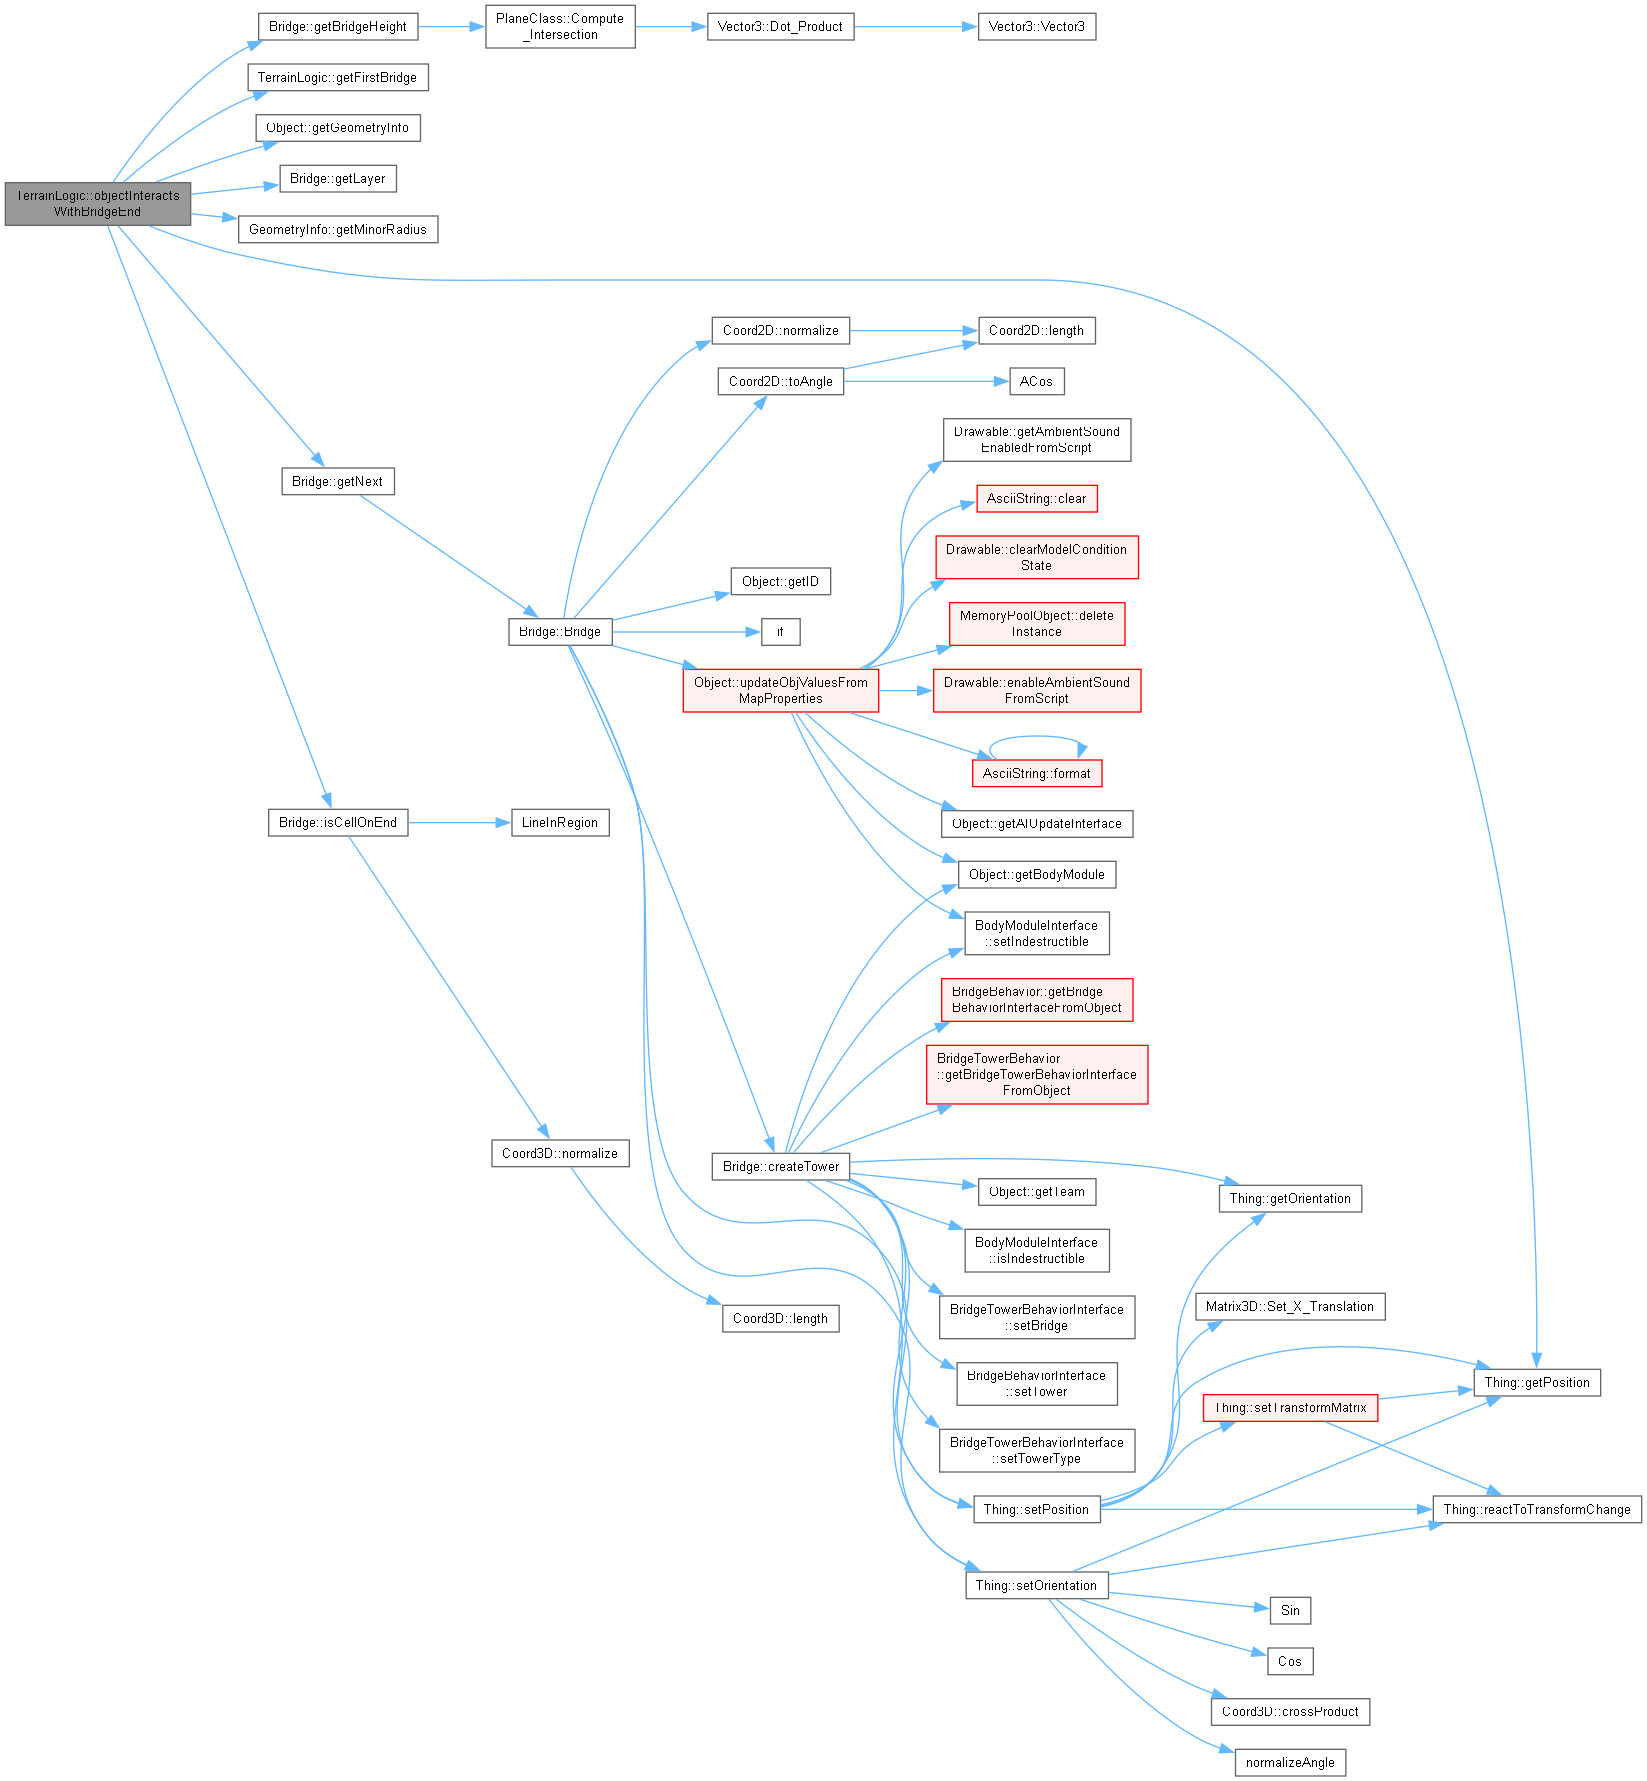 Bridge::getBridgeHeight
PlaneClass::Compute
_Intersection
Vector3::Dot_Product
Vector3::Vector3
TerrainLogic::getFirstBridge
Object::getGeometryInfo
Bridge::getLayer
TerrainLogic::objectInteracts
WithBridgeEnd
GeometryInfo::getMinorRadius
Coord2D::normalize
Coord2D::length
Coord2D::toAngle
ACos
Drawable::getAmbientSound
EnabledFromScript
Bridge::getNext
AsciiString::clear
Drawable::clearModelCondition
State
Object::getID
MemoryPoolObject::delete
Instance
Bridge::Bridge
if
Object::updateObjValuesFrom
MapProperties
Drawable::enableAmbientSound
FromScript
AsciiString::format
Bridge::isCellOnEnd
LineInRegion
Object::getAIUpdateInterface
Object::getBodyModule
BodyModuleInterface
::setIndestructible
BridgeBehavior::getBridge
BehaviorInterfaceFromObject
BridgeTowerBehavior
::getBridgeTowerBehaviorInterface
FromObject
Coord3D::normalize
Bridge::createTower
Object::getTeam
Thing::getOrientation
BodyModuleInterface
::isIndestructible
Coord3D::length
BridgeTowerBehaviorInterface
::setBridge
Matrix3D::Set_X_Translation
BridgeBehaviorInterface
::setTower
Thing::getPosition
Thing::setTransformMatrix
BridgeTowerBehaviorInterface
::setTowerType
Thing::setPosition
Thing::reactToTransformChange
Thing::setOrientation
Sin
Cos
Coord3D::crossProduct
normalizeAngle